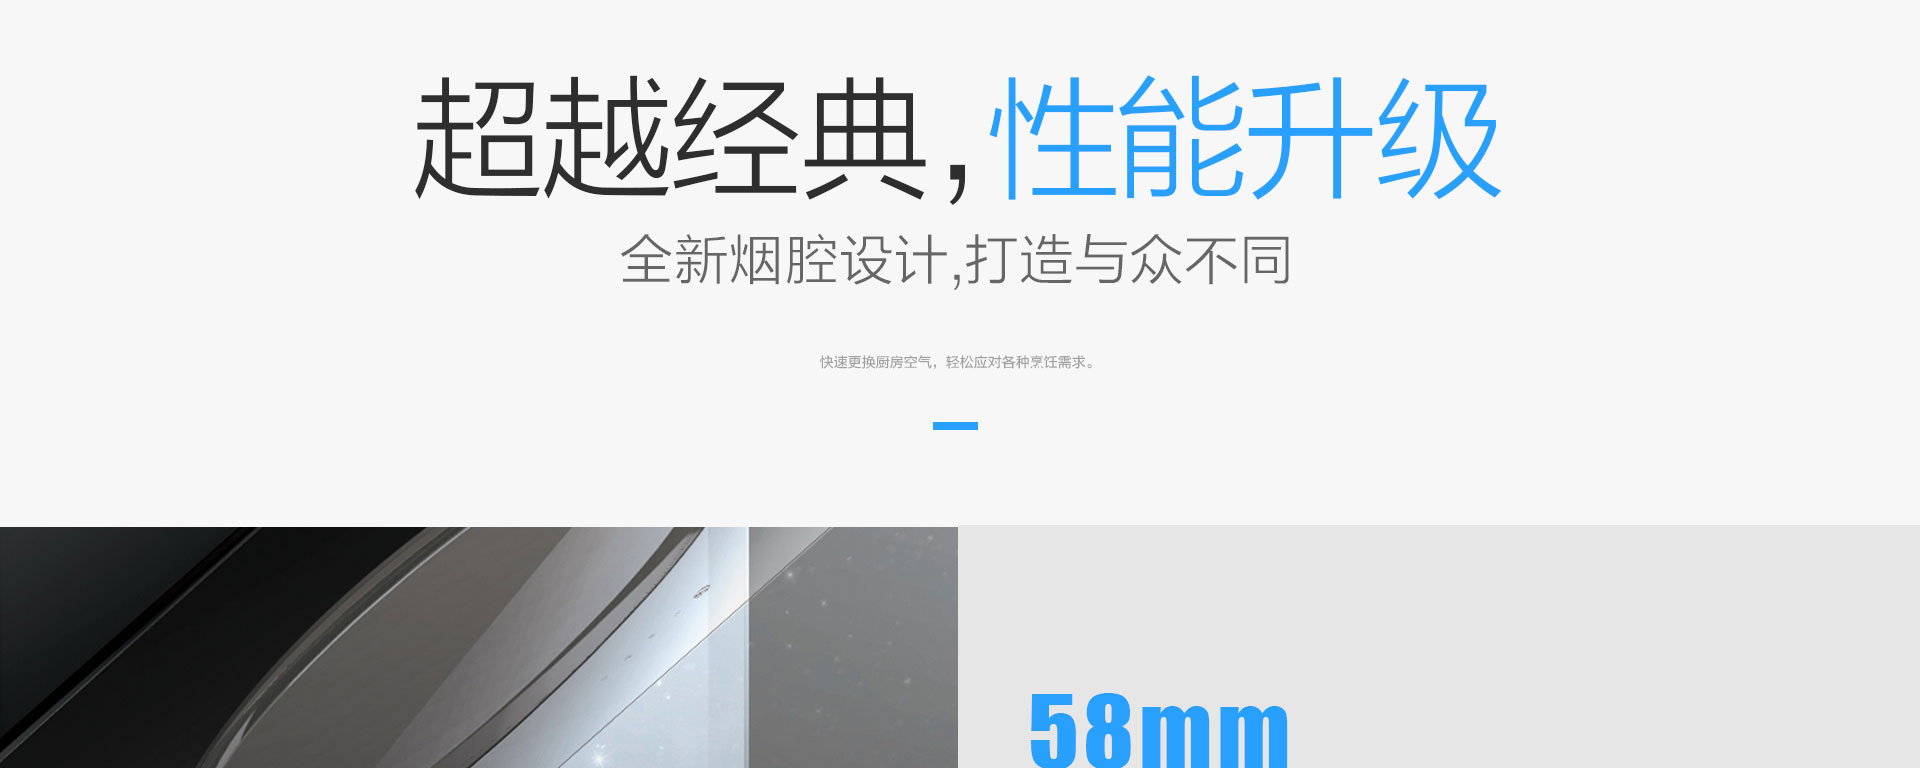 超越经典,性能升级
全新烟腔设计,打造与众不同
快速更换厨房空气，轻松应对各种烹饪需求。
58mm